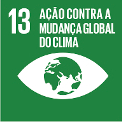 13 AÇÃO CONTRA A
MUDANÇA GLOBAL
DO CLIMA